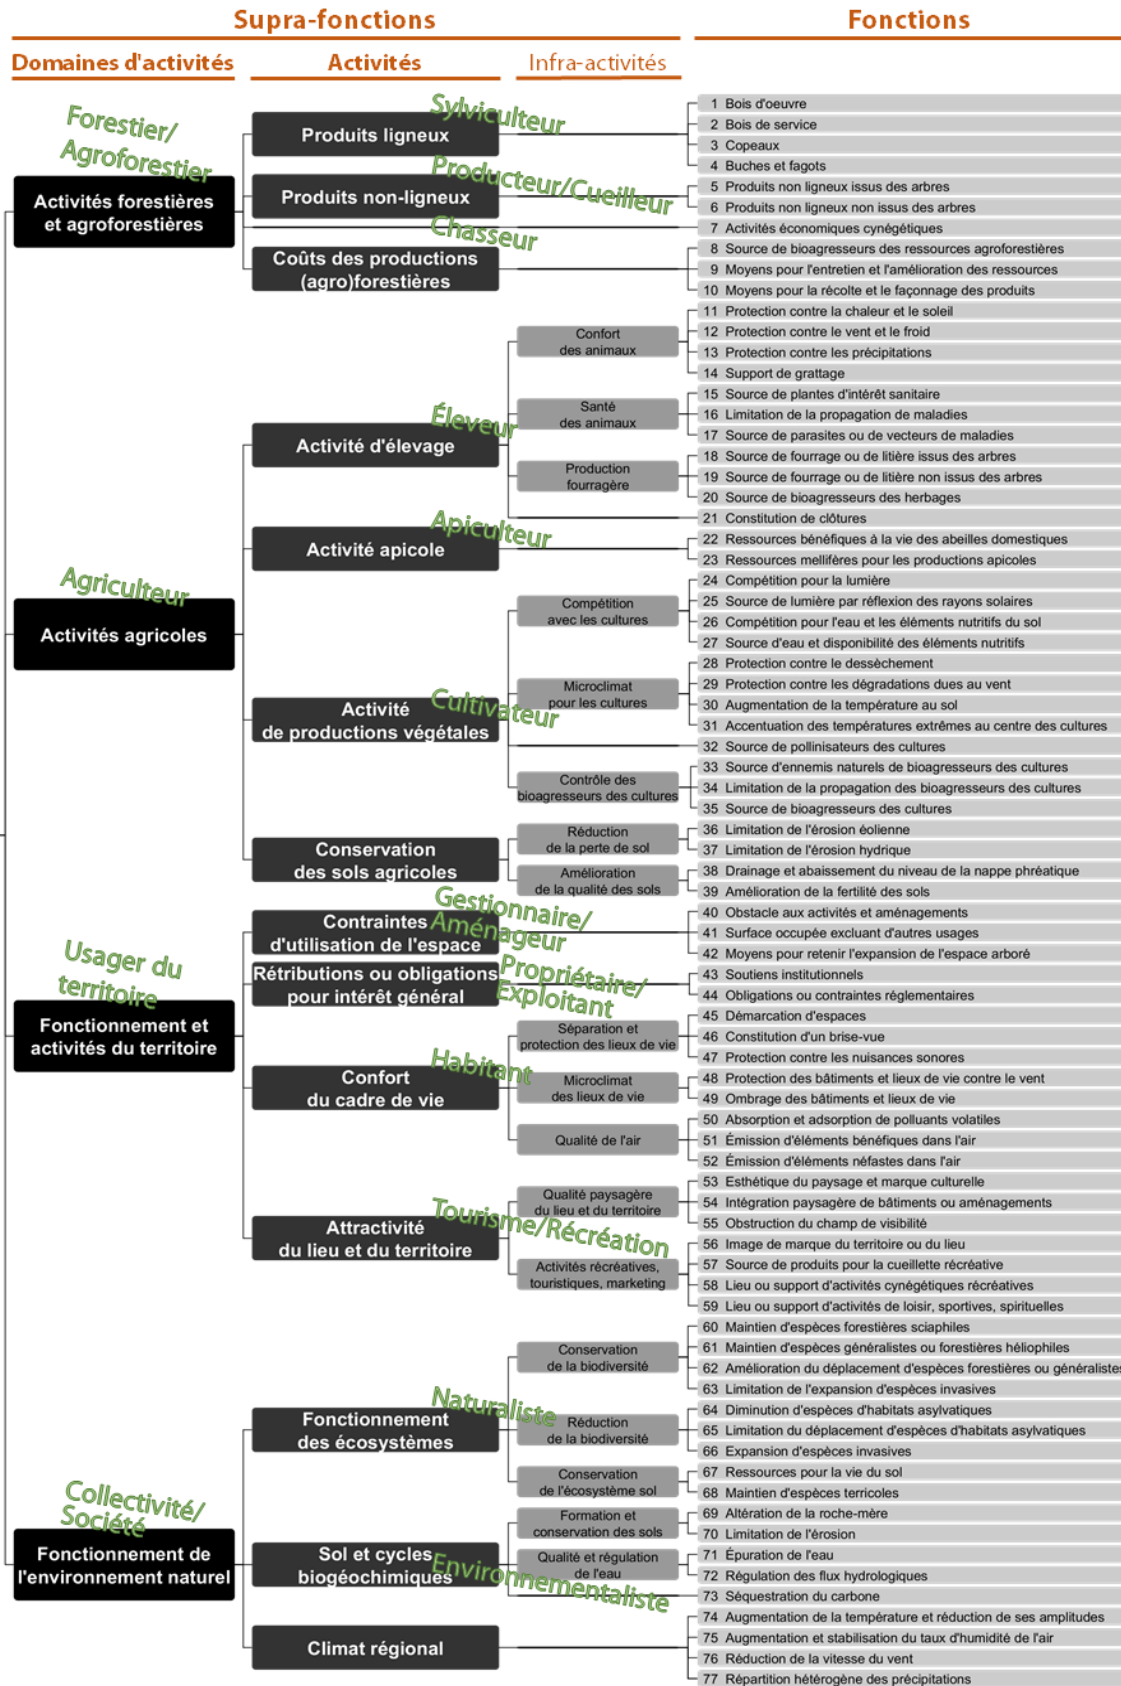 Supra-fonctions
Fonctions
Domaines d'activités
Activités
Infra-activités
Forestier/
Agroforestier
Activités forestières
et agroforestières
Sylviculteur
Produits ligneux
1 Bois d'oeuvre
2 Bois de service
3 Copeaux
4 Buches et fagots
Producteur/Cueilleur
Produits non-ligneux
5 Produits non ligneux issus des arbres
6 Produits non ligneux non issus des arbres
Chasseur
7 Activités économiques cynégétiques
Coûts des productions
(agro)forestières
8 Source de bioagresseurs des ressources agroforestières
9 Moyens pour l'entretien et l'amélioration des ressources
10 Moyens pour la récolte et le façonnage des produits
Agriculteur
Activités agricoles
Éleveur
Activité d'élevage
Confort
des animaux
11 Protection contre la chaleur et le soleil
12 Protection contre le vent et le froid
13 Protection contre les précipitations
14 Support de grattage
Santé
des animaux
15 Source de plantes d'intérêt sanitaire
16 Limitation de la propagation de maladies
17 Source de parasites ou de vecteurs de maladies
Production
fourragère
18 Source de fourrage ou de litière issus des arbres
19 Source de fourrage ou de litière non issus des arbres
20 Source de bioagresseurs des herbages
21 Constitution de clôtures
Apiculteur
Activité apicole
22 Ressources bénéfiques à la vie des abeilles domestiques
23 Ressources mellifères pour les productions apicoles
Cultivateur
Activité
de productions végétales
Compétition
avec les cultures
24 Compétition pour la lumière
25 Source de lumière par réflexion des rayons solaires
26 Compétition pour l'eau et les éléments nutritifs du sol
27 Source d'eau et disponibilité des éléments nutritifs
Microclimat
pour les cultures
28 Protection contre le dessèchement
29 Protection contre les dégradations dues au vent
30 Augmentation de la température au sol
31 Accentuation des températures extrêmes au centre des cultures
32 Source de pollinisateurs des cultures
Contrôle des
bioagresseurs des cultures
33 Source d'ennemis naturels de bioagresseurs des cultures
34 Limitation de la propagation des bioagresseurs des cultures
35 Source de bioagresseurs des cultures
Conservation
des sols agricoles
Réduction
de la perte de sol
36 Limitation de l'érosion éolienne
37 Limitation de l'érosion hydrique
Amélioration
de la qualité des sols
38 Drainage et abaissement du niveau de la nappe phréatique
39 Amélioration de la fertilité des sols
Usager du
territoire
Fonctionnement et
activités du territoire
Gestionnaire/
Aménageur
Contraintes
d'utilisation de l'espace
40 Obstacle aux activités et aménagements
41 Surface occupée excluant d'autres usages
42 Moyens pour retenir l'expansion de l'espace arboré
Propriétaire/
Exploitant
Rétributions ou obligations
pour intérêt général
43 Soutiens institutionnels
44 Obligations ou contraintes réglementaires
Habitant
Confort
du cadre de vie
Séparation et
protection des lieux de vie
45 Démarcation d'espaces
46 Constitution d'un brise-vue
47 Protection contre les nuisances sonores
Microclimat
des lieux de vie
48 Protection des bâtiments et lieux de vie contre le vent
49 Ombrage des bâtiments et lieux de vie
Qualité de l'air
50 Absorption et adsorption de polluants volatiles
51 Émission d'éléments bénéfiques dans l'air
52 Émission d'éléments néfastes dans l'air
Tourisme/Récréation
Attractivité
du lieu et du territoire
Qualité paysagère
du lieu et du territoire
53 Esthétique du paysage et marque culturelle
54 Intégration paysagère de bâtiments ou aménagements
55 Obstruction du champ de visibilité
Activités récréatives,
touristiques, marketing
56 Image de marque du territoire ou du lieu
57 Source de produits pour la cueillette récréative
58 Lieu ou support d'activités cynégétiques récréatives
59 Lieu ou support d'activités de loisir, sportives, spirituelles
Collectivité/
Société
Fonctionnement de
l'environnement naturel
Naturaliste
Fonctionnement
des écosystèmes
Conservation
de la biodiversité
60 Maintien d'espèces forestières sciaphiles
61 Maintien d'espèces généralistes ou forestières héliophiles
62 Amélioration du déplacement d'espèces forestières ou généralistes
63 Limitation de l'expansion d'espèces invasives
Réduction
de la biodiversité
64 Diminution d'espèces d'habitats asylvatiques
65 Limitation du déplacement d'espèces d'habitats asylvatiques
66 Expansion d'espèces invasives
Conservation
de l'écosystème sol
67 Ressources pour la vie du sol
68 Maintien d'espèces terricoles
Environnementaliste
Sol et cycles
biogéochimiques
Formation et
conservation des sols
69 Altération de la roche-mère
70 Limitation de l'érosion
Qualité et régulation
de l'eau
71 Épuration de l'eau
72 Régulation des flux hydrologiques
73 Séquestration du carbone
Climat régional
74 Augmentation de la température et réduction de ses amplitudes
75 Augmentation et stabilisation du taux d'humidité de l'air
76 Réduction de la vitesse du vent
77 Répartition hétérogène des précipitations